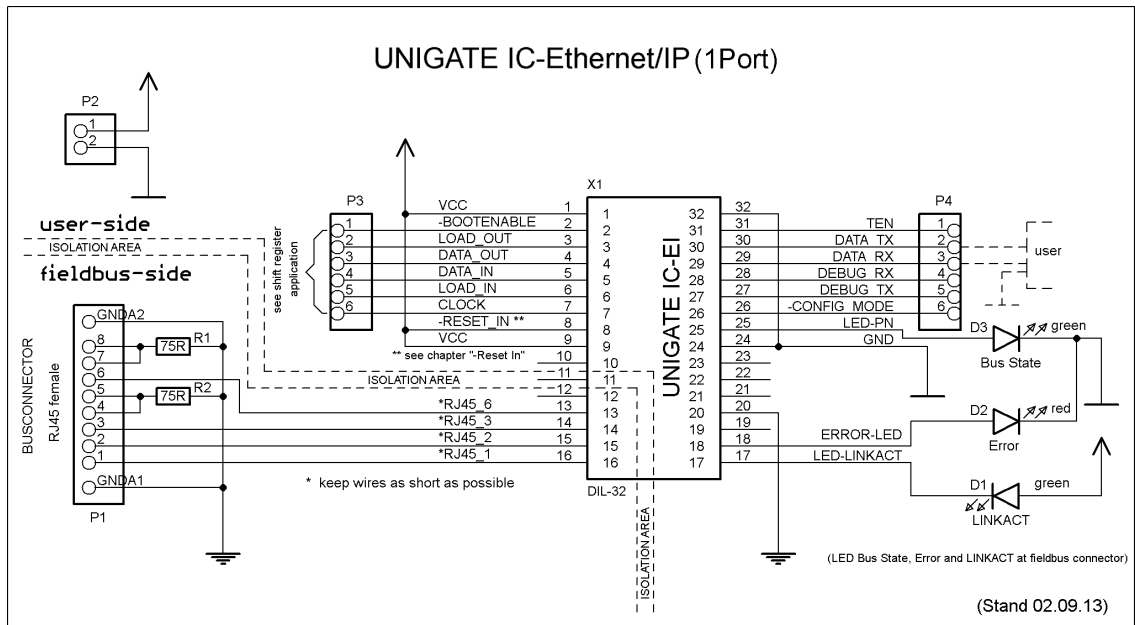 UNIGATE IC-Ethernet/IP (1Port)
P2
1
2
user-side
ISOLATION AREA
fieldbus-side
P3
1
2
3
4
5
6
see shift register
application
VCC
-BOOTENABLE
LOAD_OUT
DATA_OUT
DATA_IN
LOAD_IN
CLOCK
-RESET_IN **
VCC
** see chapter "-Reset In"
ISOLATION AREA
*RJ45_6
*RJ45_3
*RJ45_2
*RJ45_1
* keep wires as short as possible
BUSCONNECTOR
RJ45 female
GNDA2
8
7
6
5
4
3
2
1
GNDA1
P1
75R
R1
75R
R2
X1
1 1
2 2
3 3
4 4
5 5
6 6
7 7
8 8
9 9
10 10
11 11
12 12
13 13
14 14
15 15
16 16
UNIGATE IC-EI
32 32
31 31
30 30
29 29
28 28
27 27
26 26
25 25
24 24
23 23
22 22
21 21
20 20
19 19
18 18
17 17
DIL-32
ISOLATION AREA
TEN
DATA_TX
DATA_RX
DEBUG_RX
DEBUG_TX
-CONFIG_MODE
LED-PN
GND
ERROR-LED
LED-LINKACT
P4
1
2
3
4
5
6
user
D3
green
Bus State
D2
red
Error
D1
green
LINKACT
(LED Bus State, Error and LINKACT at fieldbus connector)
(Stand 02.09.13)